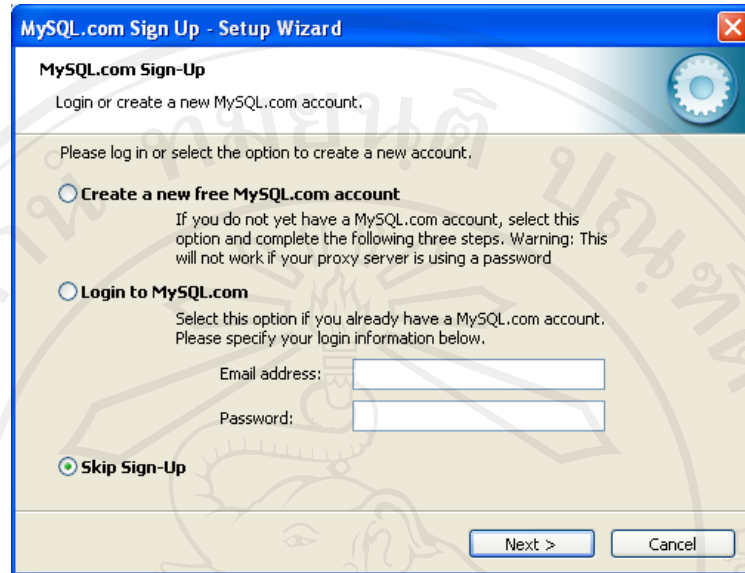 MySQL.com Sign Up - Setup Wizard
MySQL.com Sign-Up
Login or create a new MySQL.com account.
Please log in or select the option to create a new account.
Create a new free MySQL.com account
If you do not yet have a MySQL.com account, select this
option and complete the following three steps. Warning: This
will not work if your proxy server is using a password
Login to MySQL.com
Select this option if you already have a MySQL.com account.
Please specify your login information below.
Email address:
Password:
Skip Sign-Up
Next >
Cancel